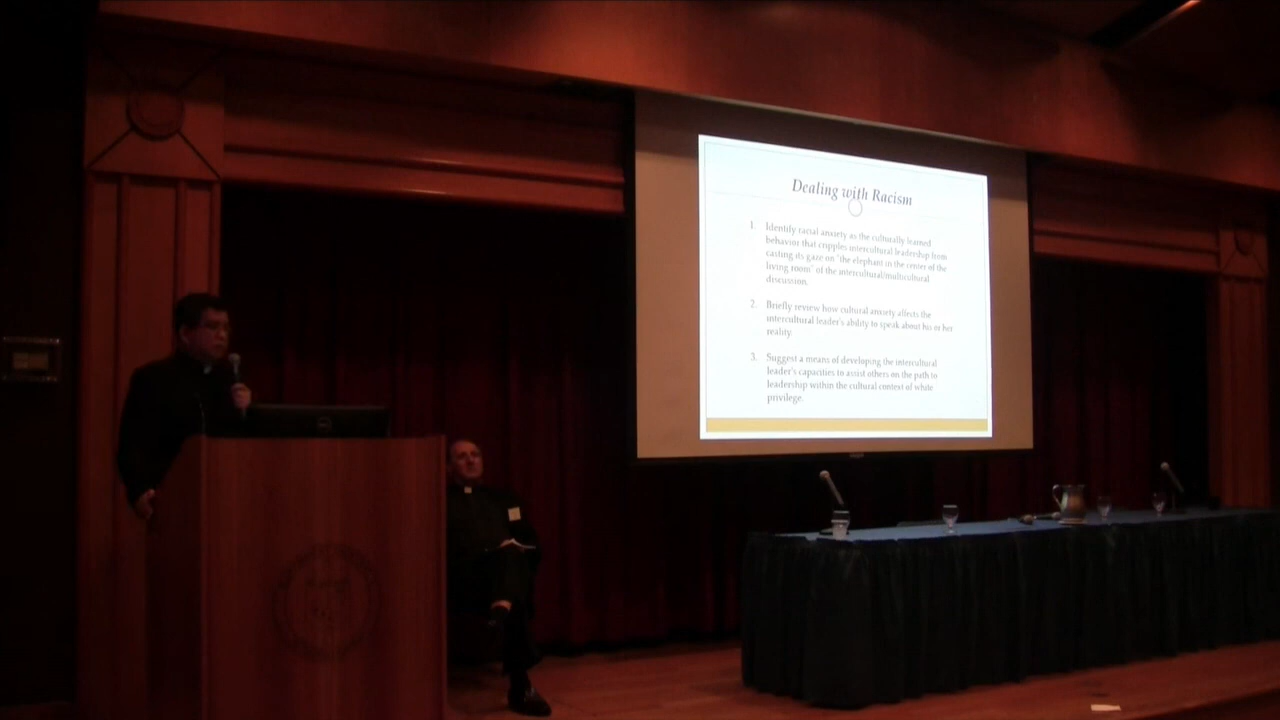 Dealing with Racism
1. Identify racial anxiety as the culturally learned
behavior that cripples intercultural leadership from
casting its gaze on "the elephant in the center of the
living room" of the intercultural/multicultural
discussion.
2. Briefly review how cultural anxiety affects the
intercultural leader's ability to speak about his or her
reality.
3. Suggest a means of developing the intercultural
leader's capacities to assist others on the path to
leadership within the cultural context of white
privilege.